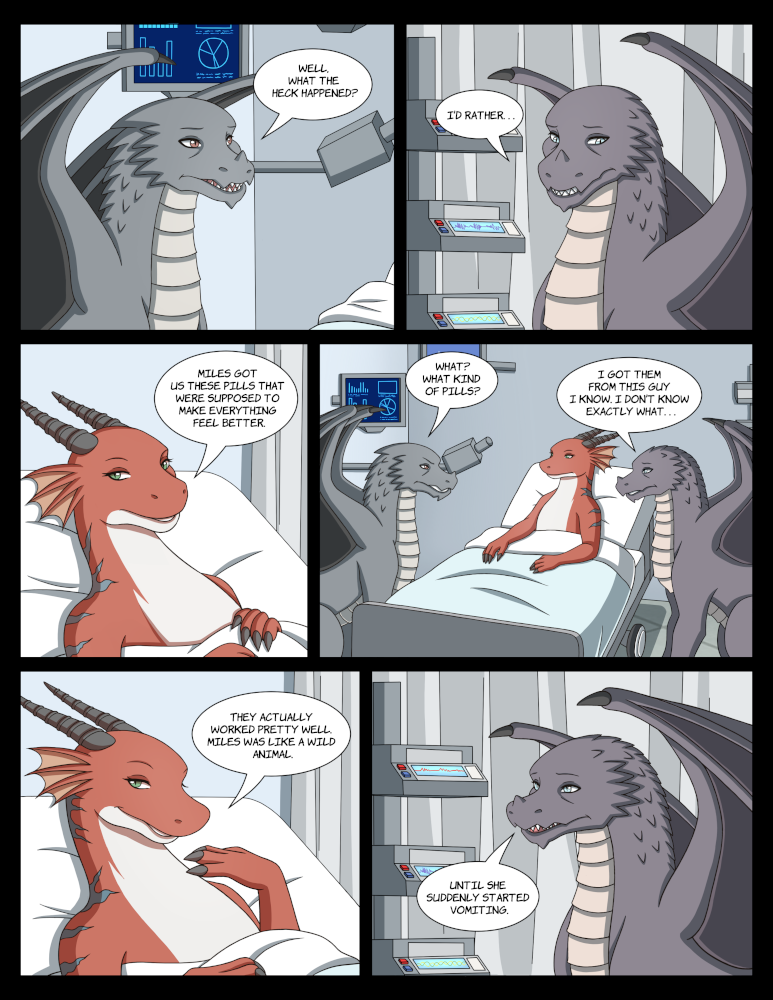 WELL,
WHAT THE
HECK HAPPENED?
I'D RATHER...
MILES GOT
US THESE PILLS THAT
WERE SUPPOSED TO
MAKE EVERYTHING
FEEL BETTER.
WHAT?
WHAT KIND
OF PILLS?
I GOT THEM
FROM THIS GUY
I KNOW. I DON'T KNOW
EXACTLY WHAT...
THEY ACTUALLY
WORKED PRETTY WELL.
MILES WAS LIKE A WILD
ANIMAL.
UNTIL SHE
SUDDENLY STARTED
VOMITING.